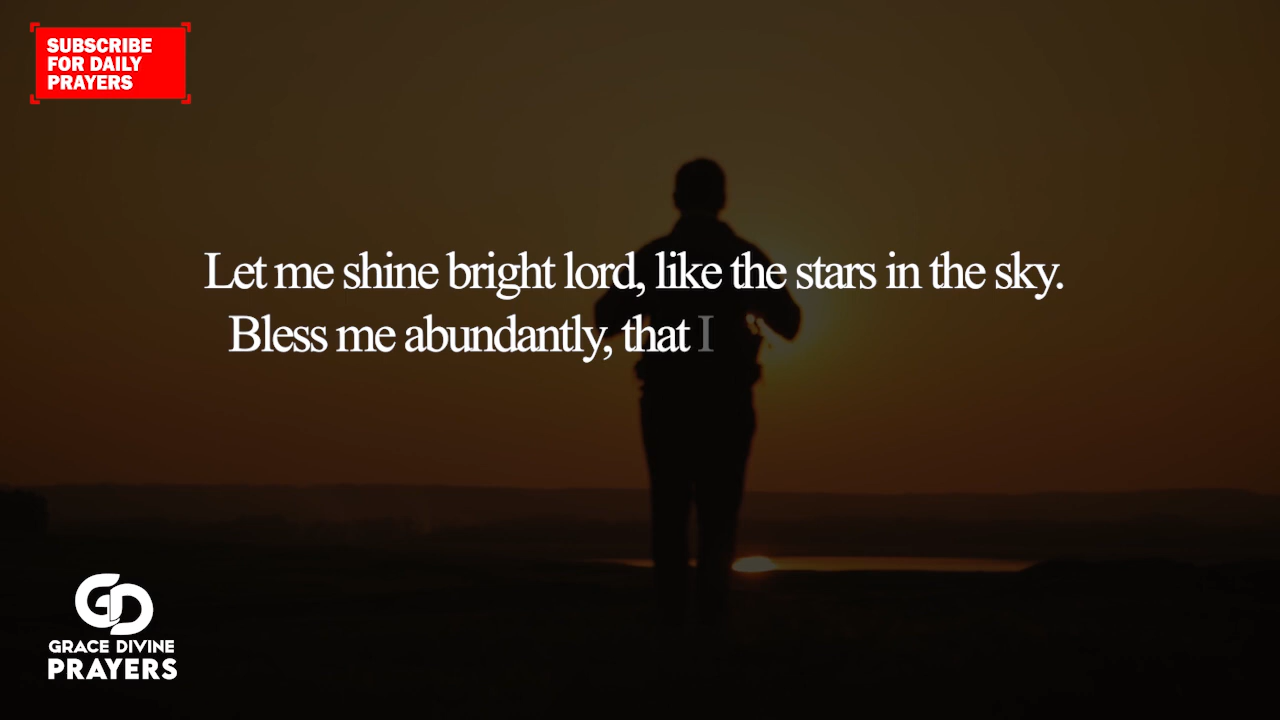 SUBSCRIBE
FOR DAILY
PRAYERS
Let me shine bright lord, like the stars in the sky.
Bless me abundantly, that I
GD
GRACE DIVINE
PRAYERS